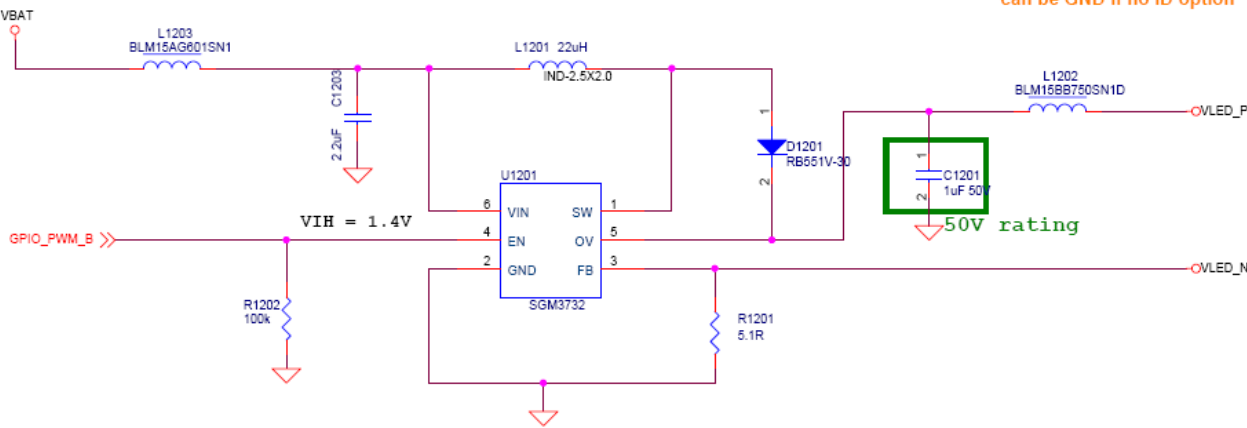 can be GND if no ID option
VBAT
L1203
BLM15AG601SN1
L1201 22uH
IND-2.5X2.0
L1202
BLM15BB750SN1D
C1203
2.2uF
VLED_P
1
D1201
RB551V-30
2
1
C1201
1uF 50V
2
50V rating
U1201
VIH = 1.4V
6 VIN SW 1
GPIO_PWM_B
4 EN OV 5
2 GND FB 3
VLED_N
SGM3732
R1202
100k
R1201
5.1R